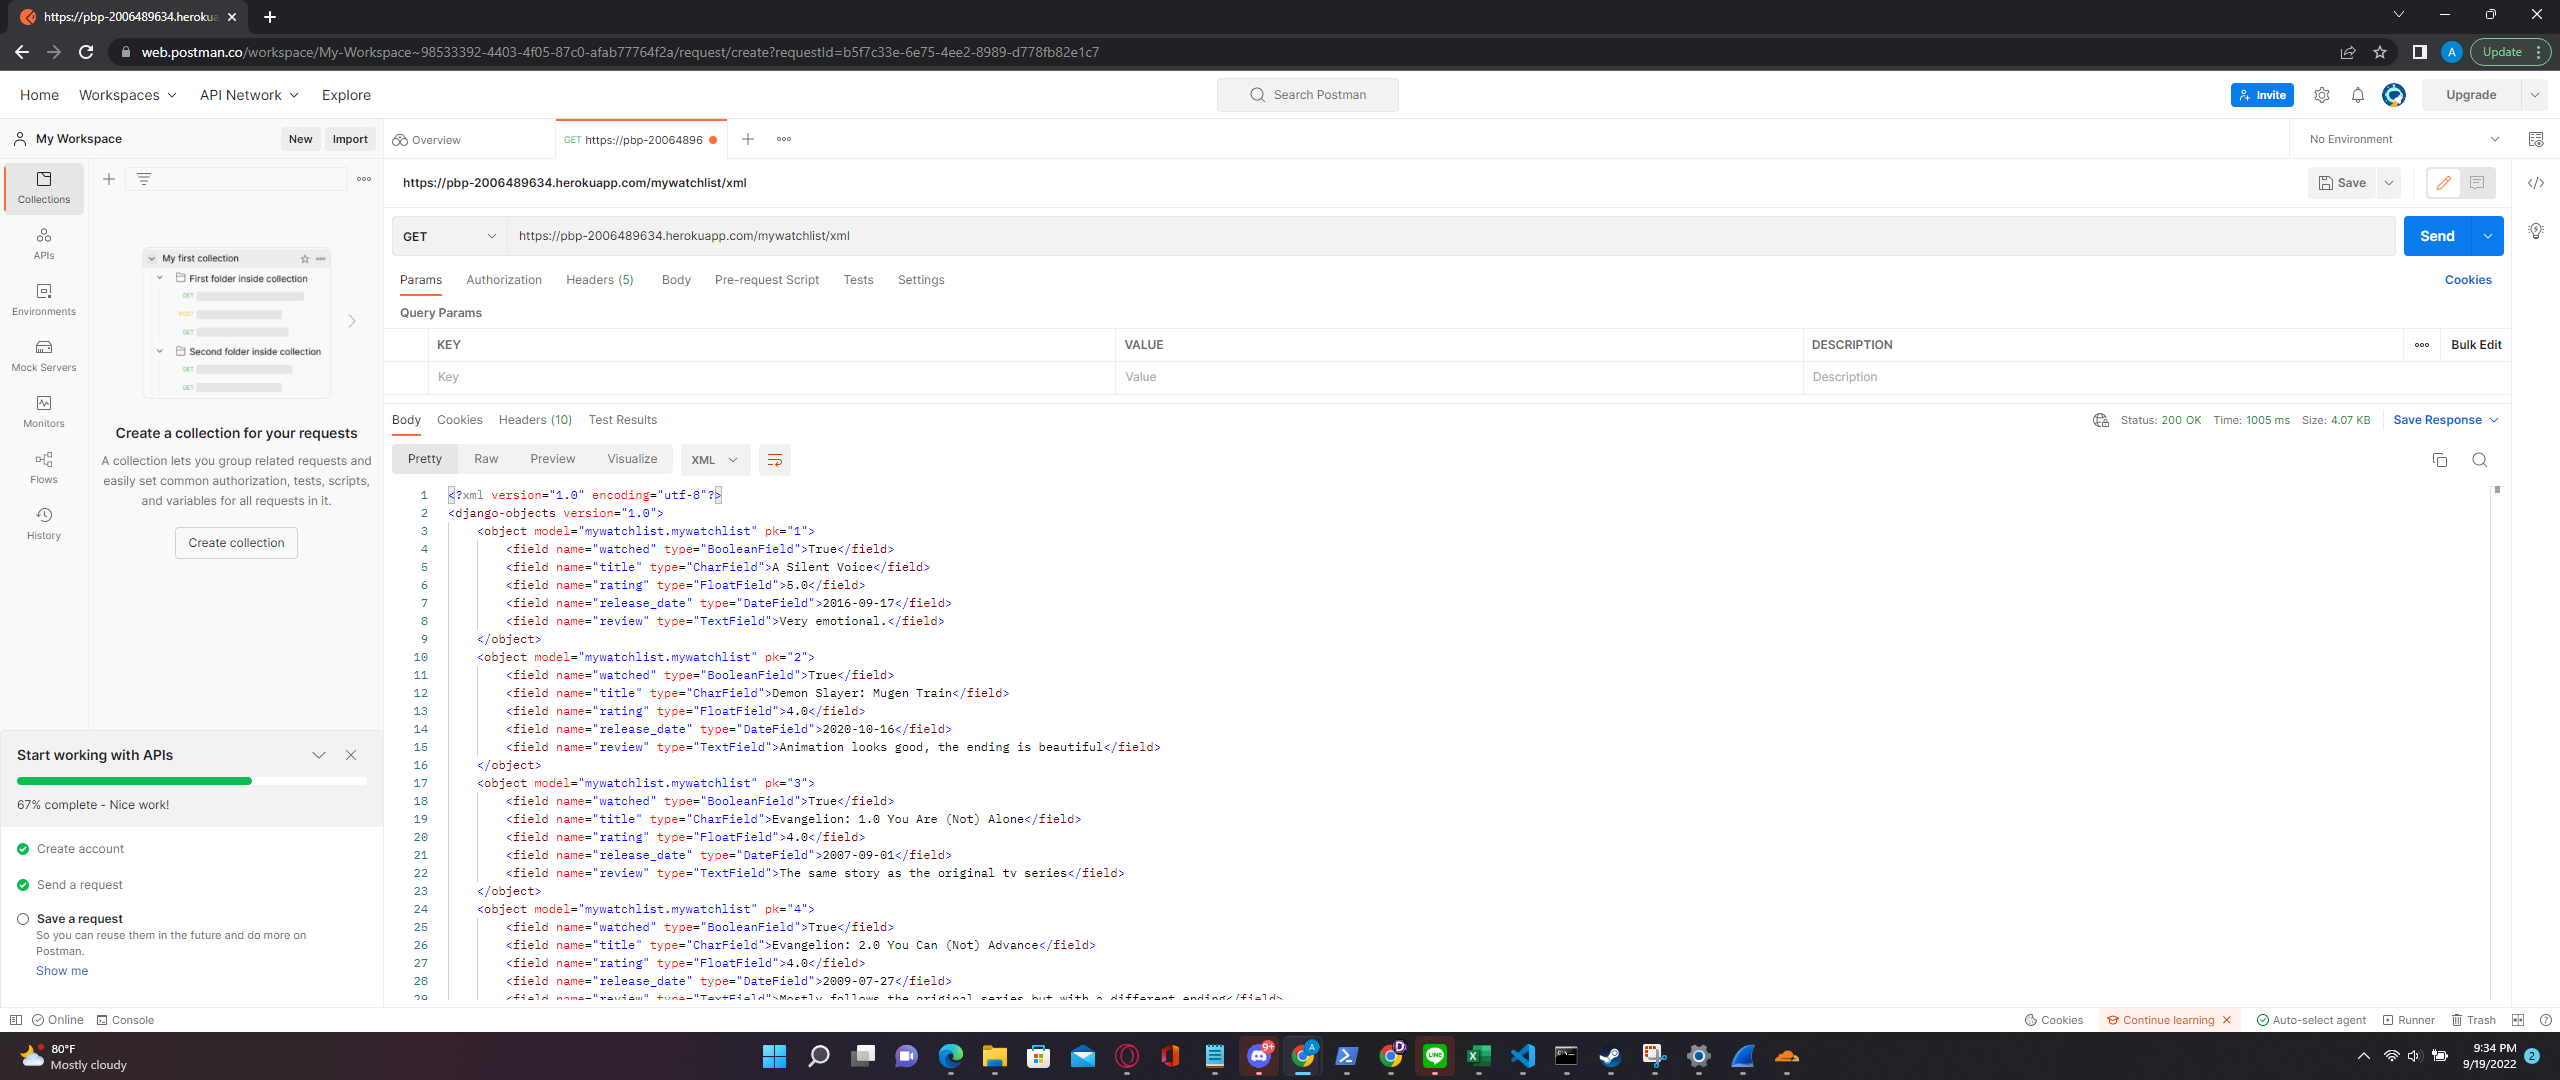 https://pbp-2006489634.heroku
web.postman.co/workspace/My-Workspace~98533392-4403-4f05-87c0-afab77764f2a/request/create?requestId=b5f7c33e-6e75-4ee2-8989-d778fb82e1c7
A
Update
Home
Workspaces
API Network
Explore
Search Postman
Invite
Upgrade
My Workspace
New
Import
Overview
GET https://pbp-20064896
No Environment
Collections
APIs
Environments
Mock Servers
Monitors
Flows
History
My first collection
First folder inside collection
GET
POST
GET
Second folder inside collection
GET
GET
Create a collection for your requests
A collection lets you group related requests and
easily set common authorization, tests, scripts,
and variables for all requests in it.
Create collection
Start working with APIs
67% complete - Nice work!
Create account
Send a request
Save a request
So you can reuse them in the future and do more on
Postman.
Show me
https://pbp-2006489634.herokuapp.com/mywatchlist/xml
Save
GET
https://pbp-2006489634.herokuapp.com/mywatchlist/xml
Send
Params
Authorization
Headers (5)
Body
Pre-request Script
Tests
Settings
Cookies
Query Params
KEY
VALUE
DESCRIPTION
Bulk Edit
Key
Value
Description
Body
Cookies
Headers (10)
Test Results
Status: 200 OK
Time: 1005 ms
Size: 4.07 KB
Save Response
Pretty
Raw
Preview
Visualize
XML
1 <?xml version="1.0" encoding="utf-8"?>
2 <django-objects version="1.0">
3 <object model="mywatchlist.mywatchlist" pk="1">
4 <field name="watched" type="BooleanField">True</field>
5 <field name="title" type="CharField">A Silent Voice</field>
6 <field name="rating" type="FloatField">5.0</field>
7 <field name="release_date" type="DateField">2016-09-17</field>
8 <field name="review" type="TextField">Very emotional.</field>
9 </object>
10 <object model="mywatchlist.mywatchlist" pk="2">
11 <field name="watched" type="BooleanField">True</field>
12 <field name="title" type="CharField">Demon Slayer: Mugen Train</field>
13 <field name="rating" type="FloatField">4.0</field>
14 <field name="release_date" type="DateField">2020-10-16</field>
15 <field name="review" type="TextField">Animation looks good, the ending is beautiful</field>
16 </object>
17 <object model="mywatchlist.mywatchlist" pk="3">
18 <field name="watched" type="BooleanField">True</field>
19 <field name="title" type="CharField">Evangelion: 1.0 You Are (Not) Alone</field>
20 <field name="rating" type="FloatField">4.0</field>
21 <field name="release_date" type="DateField">2007-09-01</field>
22 <field name="review" type="TextField">The same story as the original tv series</field>
23 </object>
24 <object model="mywatchlist.mywatchlist" pk="4">
25 <field name="watched" type="BooleanField">True</field>
26 <field name="title" type="CharField">Evangelion: 2.0 You Can (Not) Advance</field>
27 <field name="rating" type="FloatField">4.0</field>
28 <field name="release_date" type="DateField">2009-07-27</field>
29 <field name="review" type="TextField">Mostly follows the original series but with a different ending</field>
Online
Console
Cookies
Continue learning
Auto-select agent
Runner
Trash
80°F
Mostly cloudy
9+
A
D
LINE
9:34 PM
9/19/2022
2